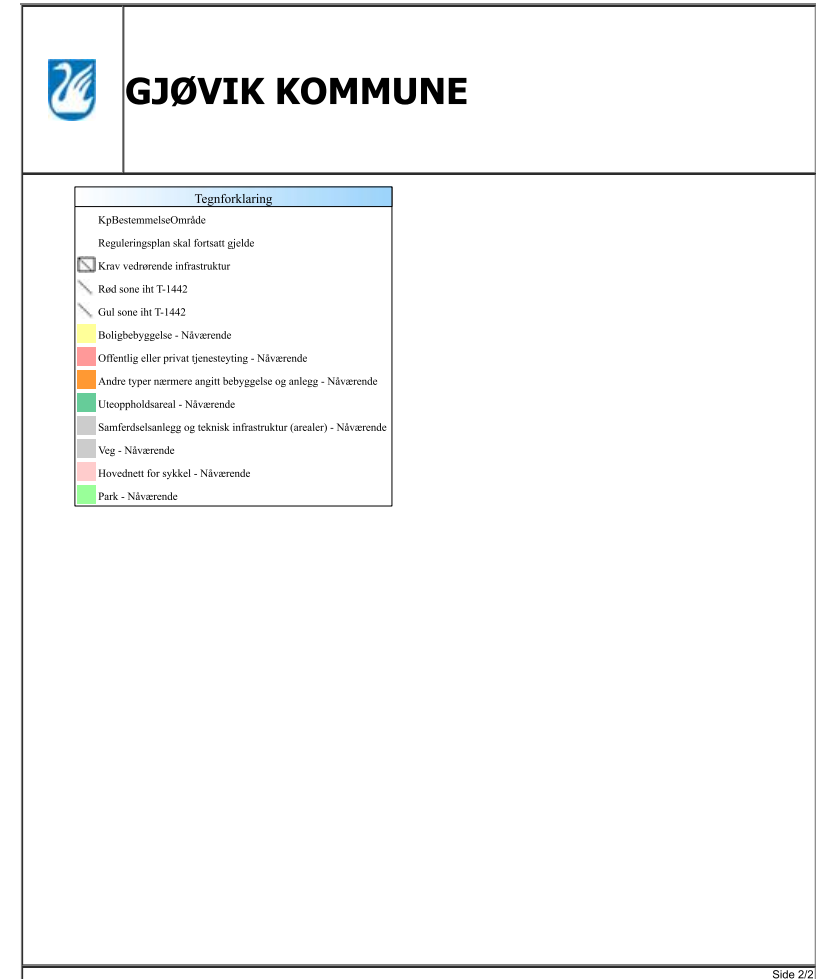 GJØVIK KOMMUNE
Tegnforklaring
KpBestemmelseOmråde
Reguleringsplan skal fortsatt gjelde
Krav vedrørende infrastruktur
Rød sone iht T-1442
Gul sone iht T-1442
Boligbebyggelse - Nåværende
Offentlig eller privat tjenesteyting - Nåværende
Andre typer nærmere angitt bebyggelse og anlegg - Nåværende
Uteoppholdsareal - Nåværende
Samferdselsanlegg og teknisk infrastruktur (arealer) - Nåværende
Veg - Nåværende
Hovednett for sykkel - Nåværende
Park - Nåværende
Side 2/2